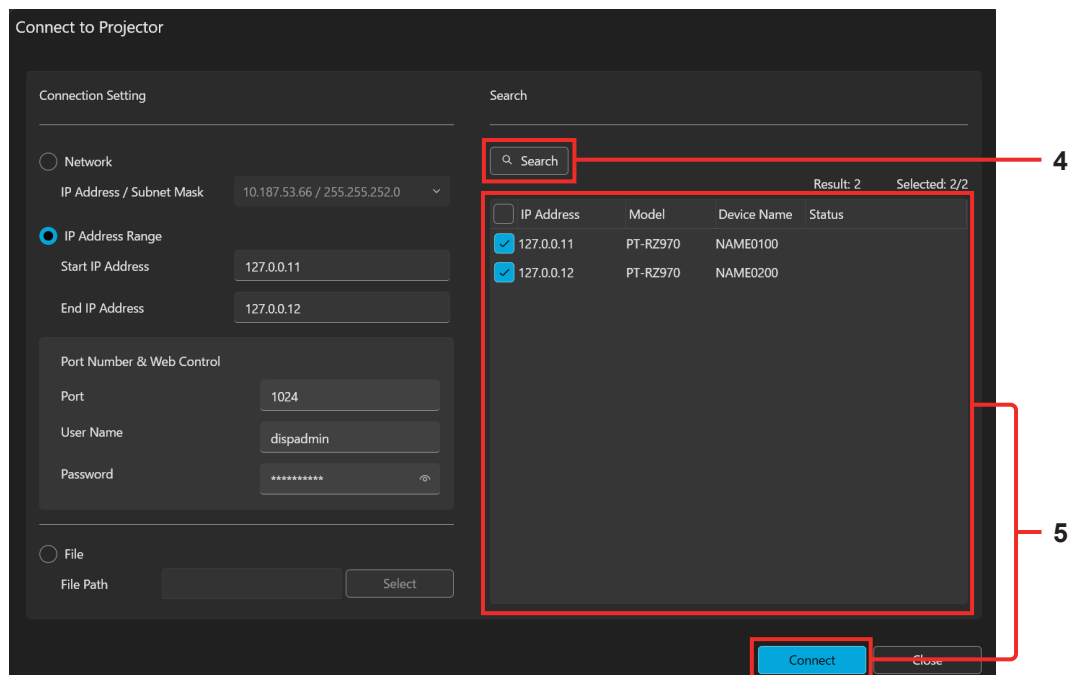 Connect to Projector
Connection Setting
Network
IP Address / Subnet Mask 10.187.53.66 / 255.255.252.0
IP Address Range
Start IP Address 127.0.0.11
End IP Address 127.0.0.12
Port Number & Web Control
Port 1024
User Name dispadmin
Password **********
File
File Path Select
Search
Search
4
Result: 2 Selected: 2/2
IP Address Model Device Name Status
127.0.0.11 PT-RZ970 NAME0100
127.0.0.12 PT-RZ970 NAME0200
5
Connect Close